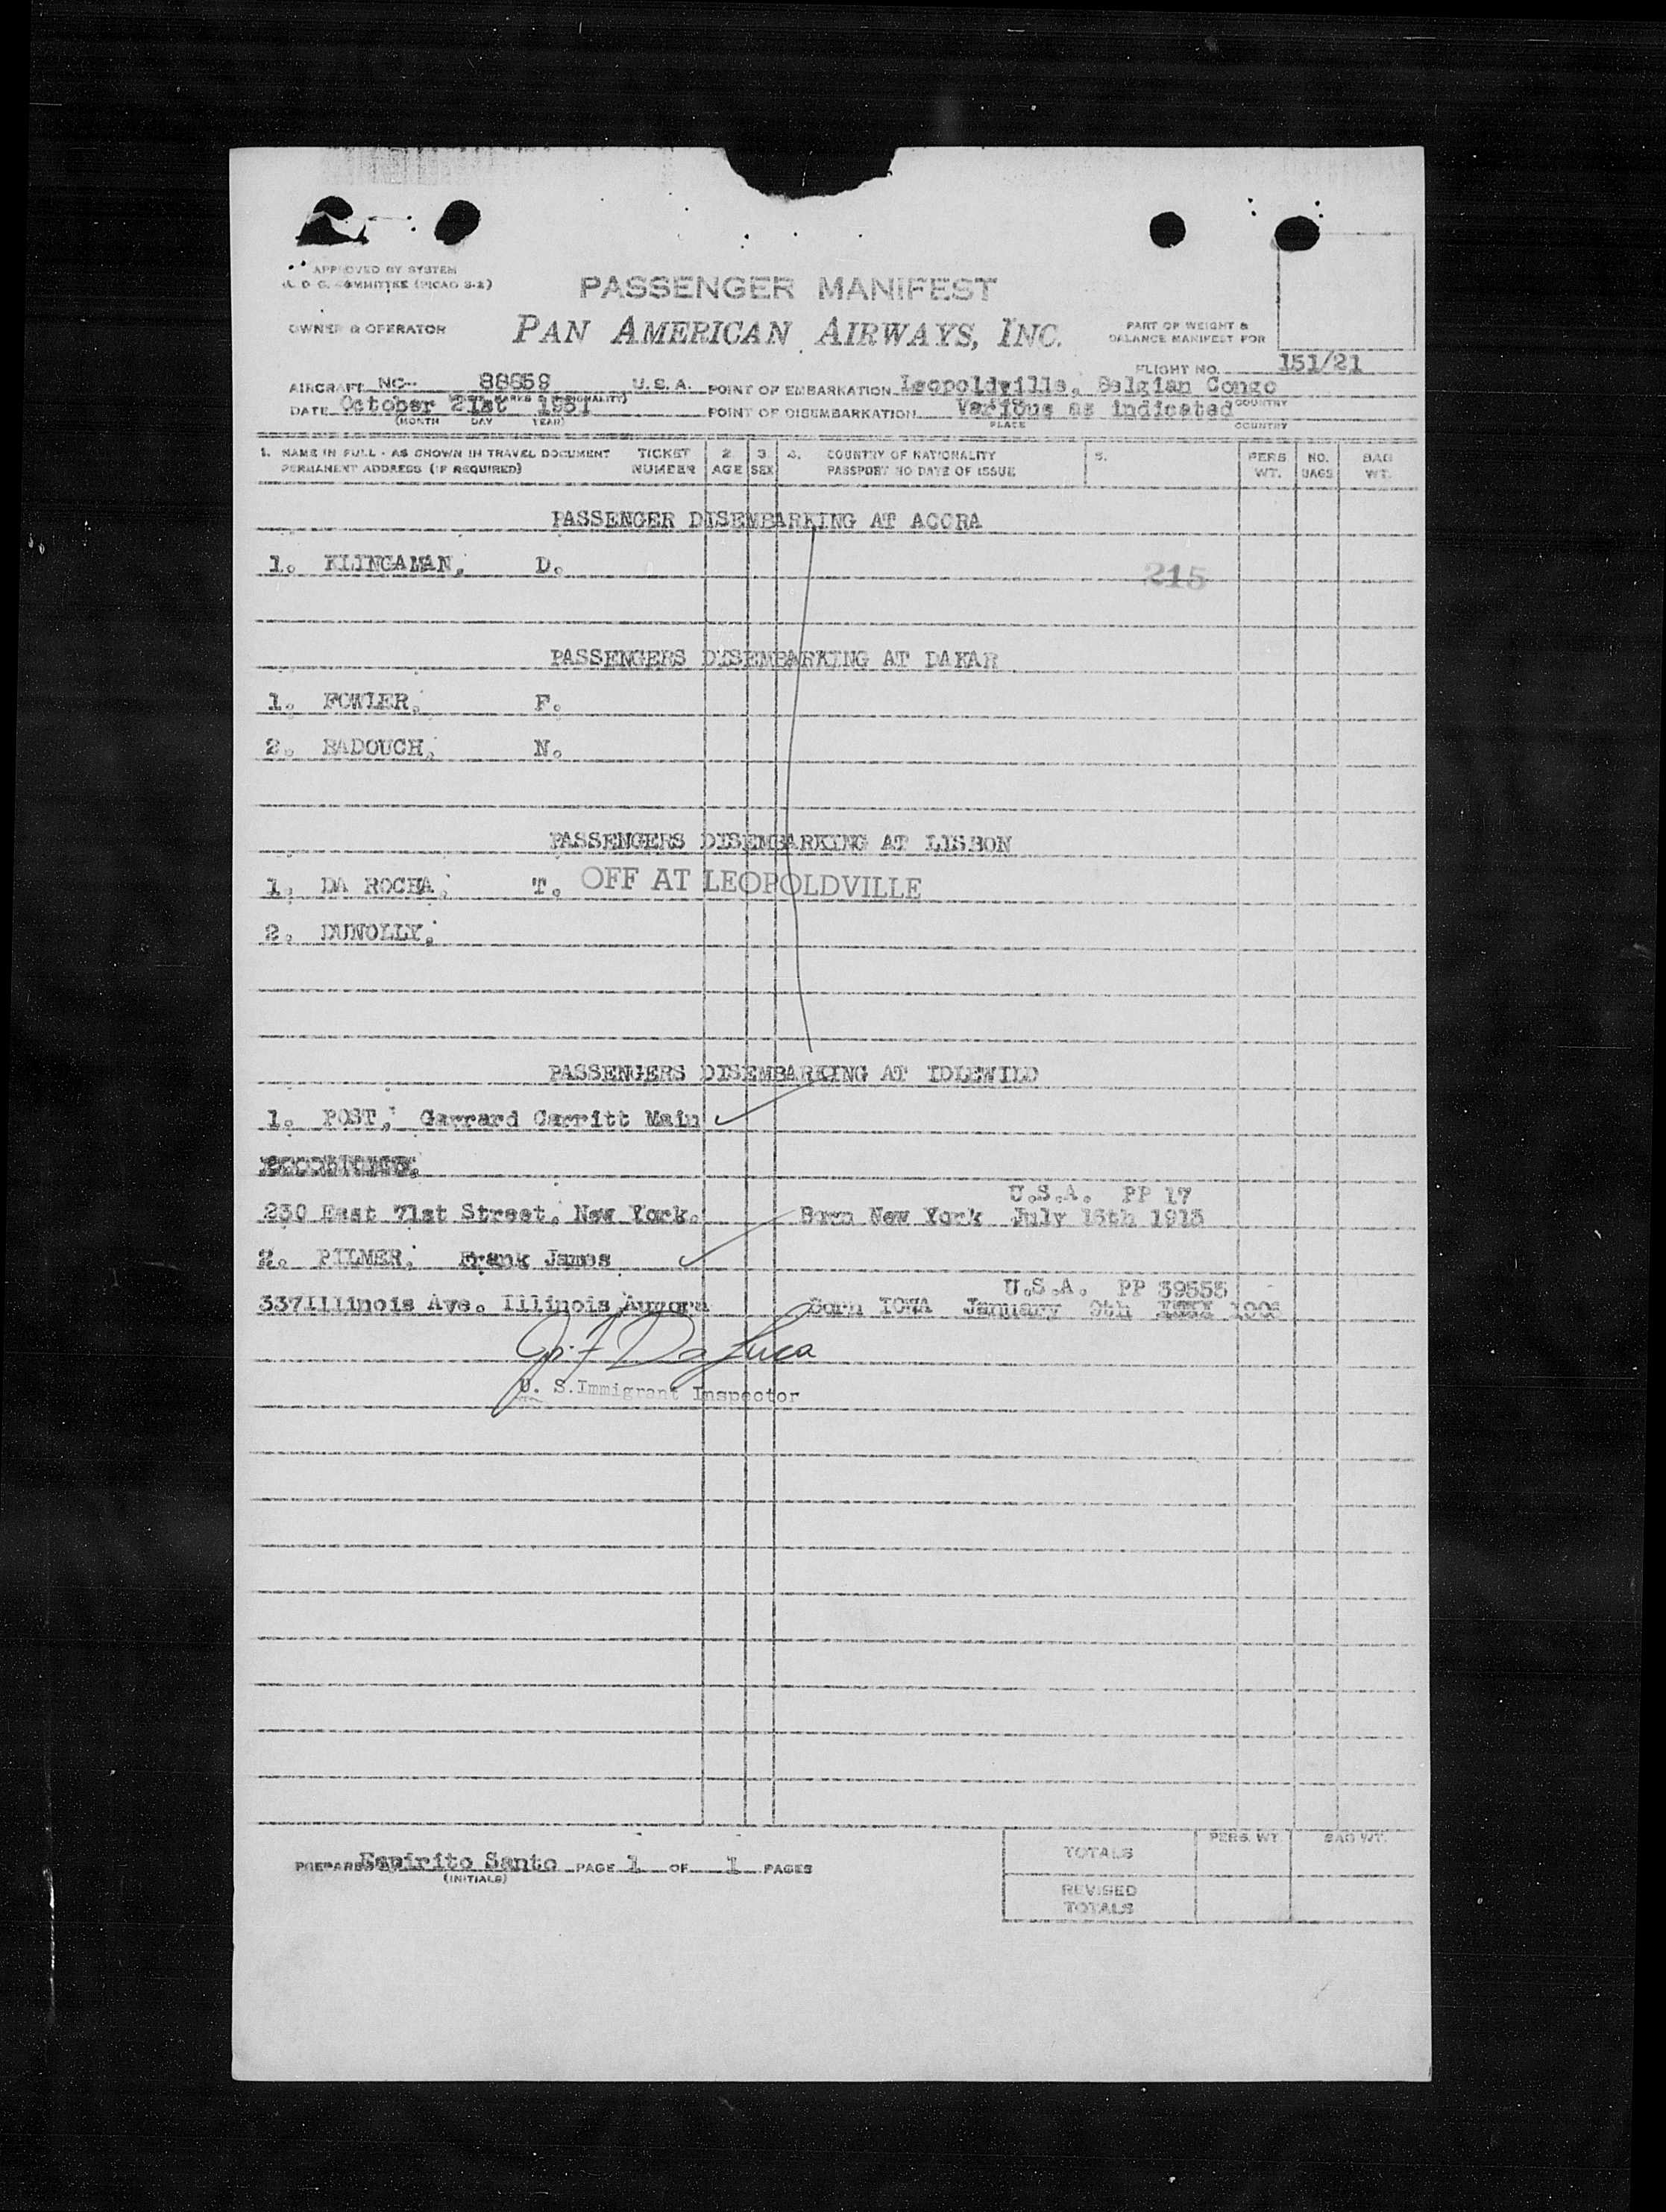 APPROVED BY SYSTEM
A. D C. COMMITTEE (PICAO 3-2)
PASSENGER MANIFEST
OWNER & OPERATOR
PAN AMERICAN AIRWAYS, INC.
PART OF WEIGHT &
BALANCE MANIFEST FOR
FLIGHT NO. 151/21
AIRCRAFT NC-- 88859 U.S.A. POINT OF EMBARKATION Leopoldville, Belgian Congo
DATE October 21st 1951 POINT OF DISEMBARKATION Various as indicated COUNTRY
(MONTH DAY YEAR) PLACE COUNTRY
1. NAME IN FULL - AS SHOWN IN TRAVEL DOCUMENT TICKET 2 3 4. COUNTRY OF NATIONALITY 5. PERS NO. BAG
PERMANENT ADDRESS (IF REQUIRED) NUMBER AGE SEX PASSPORT NO DATE OF ISSUE WT. BAGS WT.
PASSENGER DISEMBARKING AT ACCRA
1. KLINGAMAN, D.
215
PASSENGERS DISEMBARKING AT DAKAR
1. FOWLER, F.
2. BADOUCH, N.
PASSENGERS DISEMBARKING AT LISBON
1. DA ROCHA, T. OFF AT LEOPOLDVILLE
2. DUNOLLY,
PASSENGERS DISEMBARKING AT IDLEWILD
1. POST, Garrard Carritt Main
U.S.A. PP 17
230 East 71st Street, New York. Born New York July 15th 1915
2. PILMER, Frank James
U.S.A. PP 39553
337Illinois Ave. Illinois,Aurora Born IOWA January 9th
U. S. Immigrant Inspector
PREPARED Espirito Santo PAGE 1 OF 1 PAGES
(INITIALS)
PERS. WT. BAG WT.
TOTALS
REVISED
TOTALS